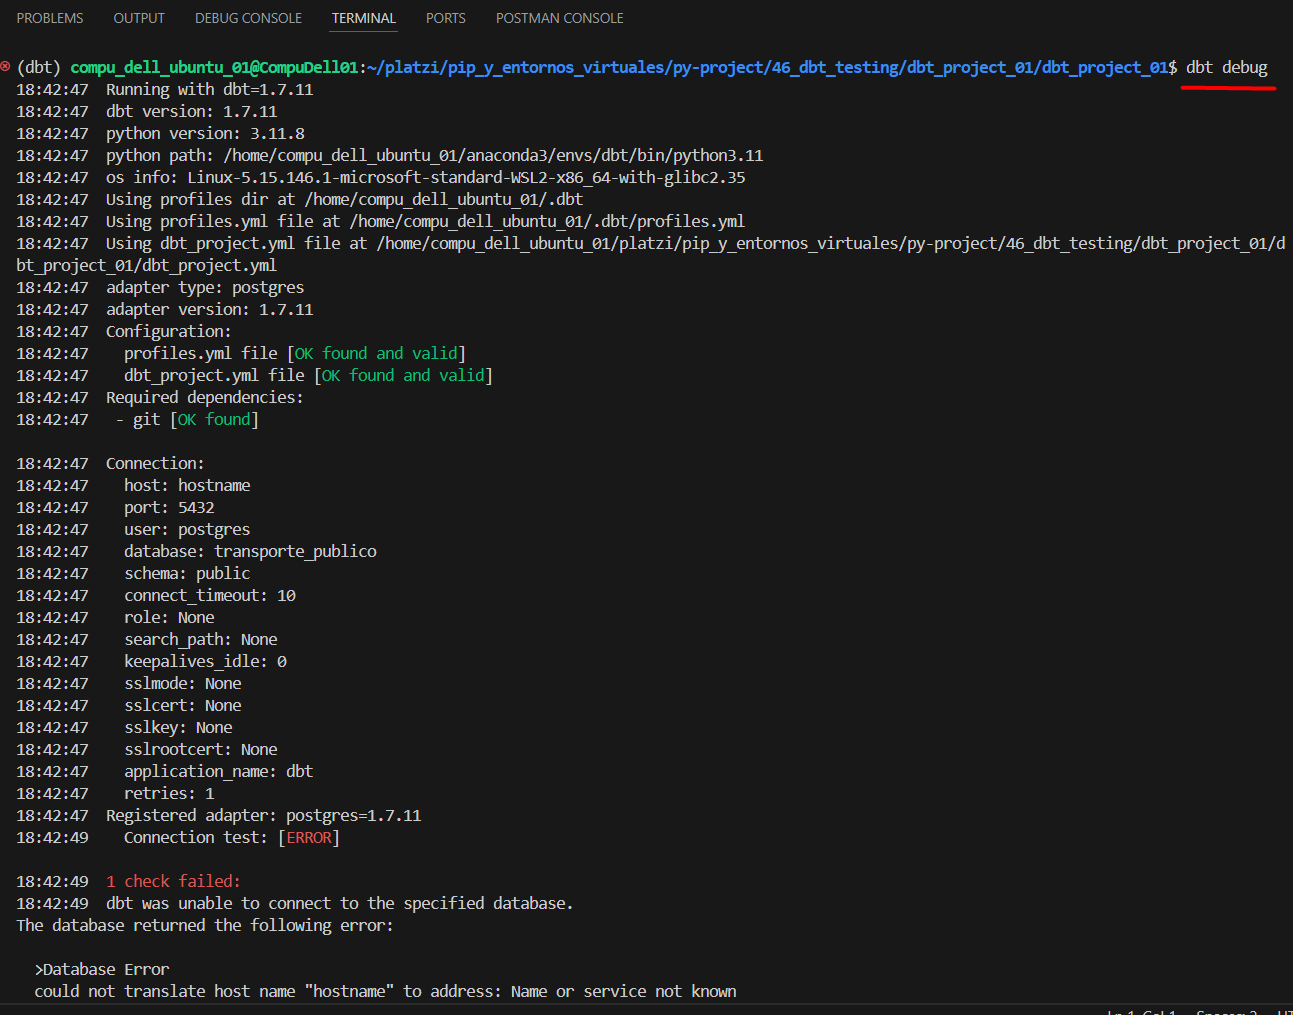 PROBLEMS OUTPUT DEBUG CONSOLE TERMINAL PORTS POSTMAN CONSOLE
(dbt) compu_dell_ubuntu_01@CompuDell01:~/platzi/pip_y_entornos_virtuales/py-project/46_dbt_testing/dbt_project_01/dbt_project_01$ dbt debug
18:42:47  Running with dbt=1.7.11
18:42:47  dbt version: 1.7.11
18:42:47  python version: 3.11.8
18:42:47  python path: /home/compu_dell_ubuntu_01/anaconda3/envs/dbt/bin/python3.11
18:42:47  os info: Linux-5.15.146.1-microsoft-standard-WSL2-x86_64-with-glibc2.35
18:42:47  Using profiles dir at /home/compu_dell_ubuntu_01/.dbt
18:42:47  Using profiles.yml file at /home/compu_dell_ubuntu_01/.dbt/profiles.yml
18:42:47  Using dbt_project.yml file at /home/compu_dell_ubuntu_01/platzi/pip_y_entornos_virtuales/py-project/46_dbt_testing/dbt_project_01/d
bt_project_01/dbt_project.yml
18:42:47  adapter type: postgres
18:42:47  adapter version: 1.7.11
18:42:47  Configuration:
18:42:47    profiles.yml file [OK found and valid]
18:42:47    dbt_project.yml file [OK found and valid]
18:42:47  Required dependencies:
18:42:47   - git [OK found]
18:42:47  Connection:
18:42:47    host: hostname
18:42:47    port: 5432
18:42:47    user: postgres
18:42:47    database: transporte_publico
18:42:47    schema: public
18:42:47    connect_timeout: 10
18:42:47    role: None
18:42:47    search_path: None
18:42:47    keepalives_idle: 0
18:42:47    sslmode: None
18:42:47    sslcert: None
18:42:47    sslkey: None
18:42:47    sslrootcert: None
18:42:47    application_name: dbt
18:42:47    retries: 1
18:42:47  Registered adapter: postgres=1.7.11
18:42:49    Connection test: [ERROR]
18:42:49  1 check failed:
18:42:49  dbt was unable to connect to the specified database.
The database returned the following error:
>Database Error
could not translate host name "hostname" to address: Name or service not known